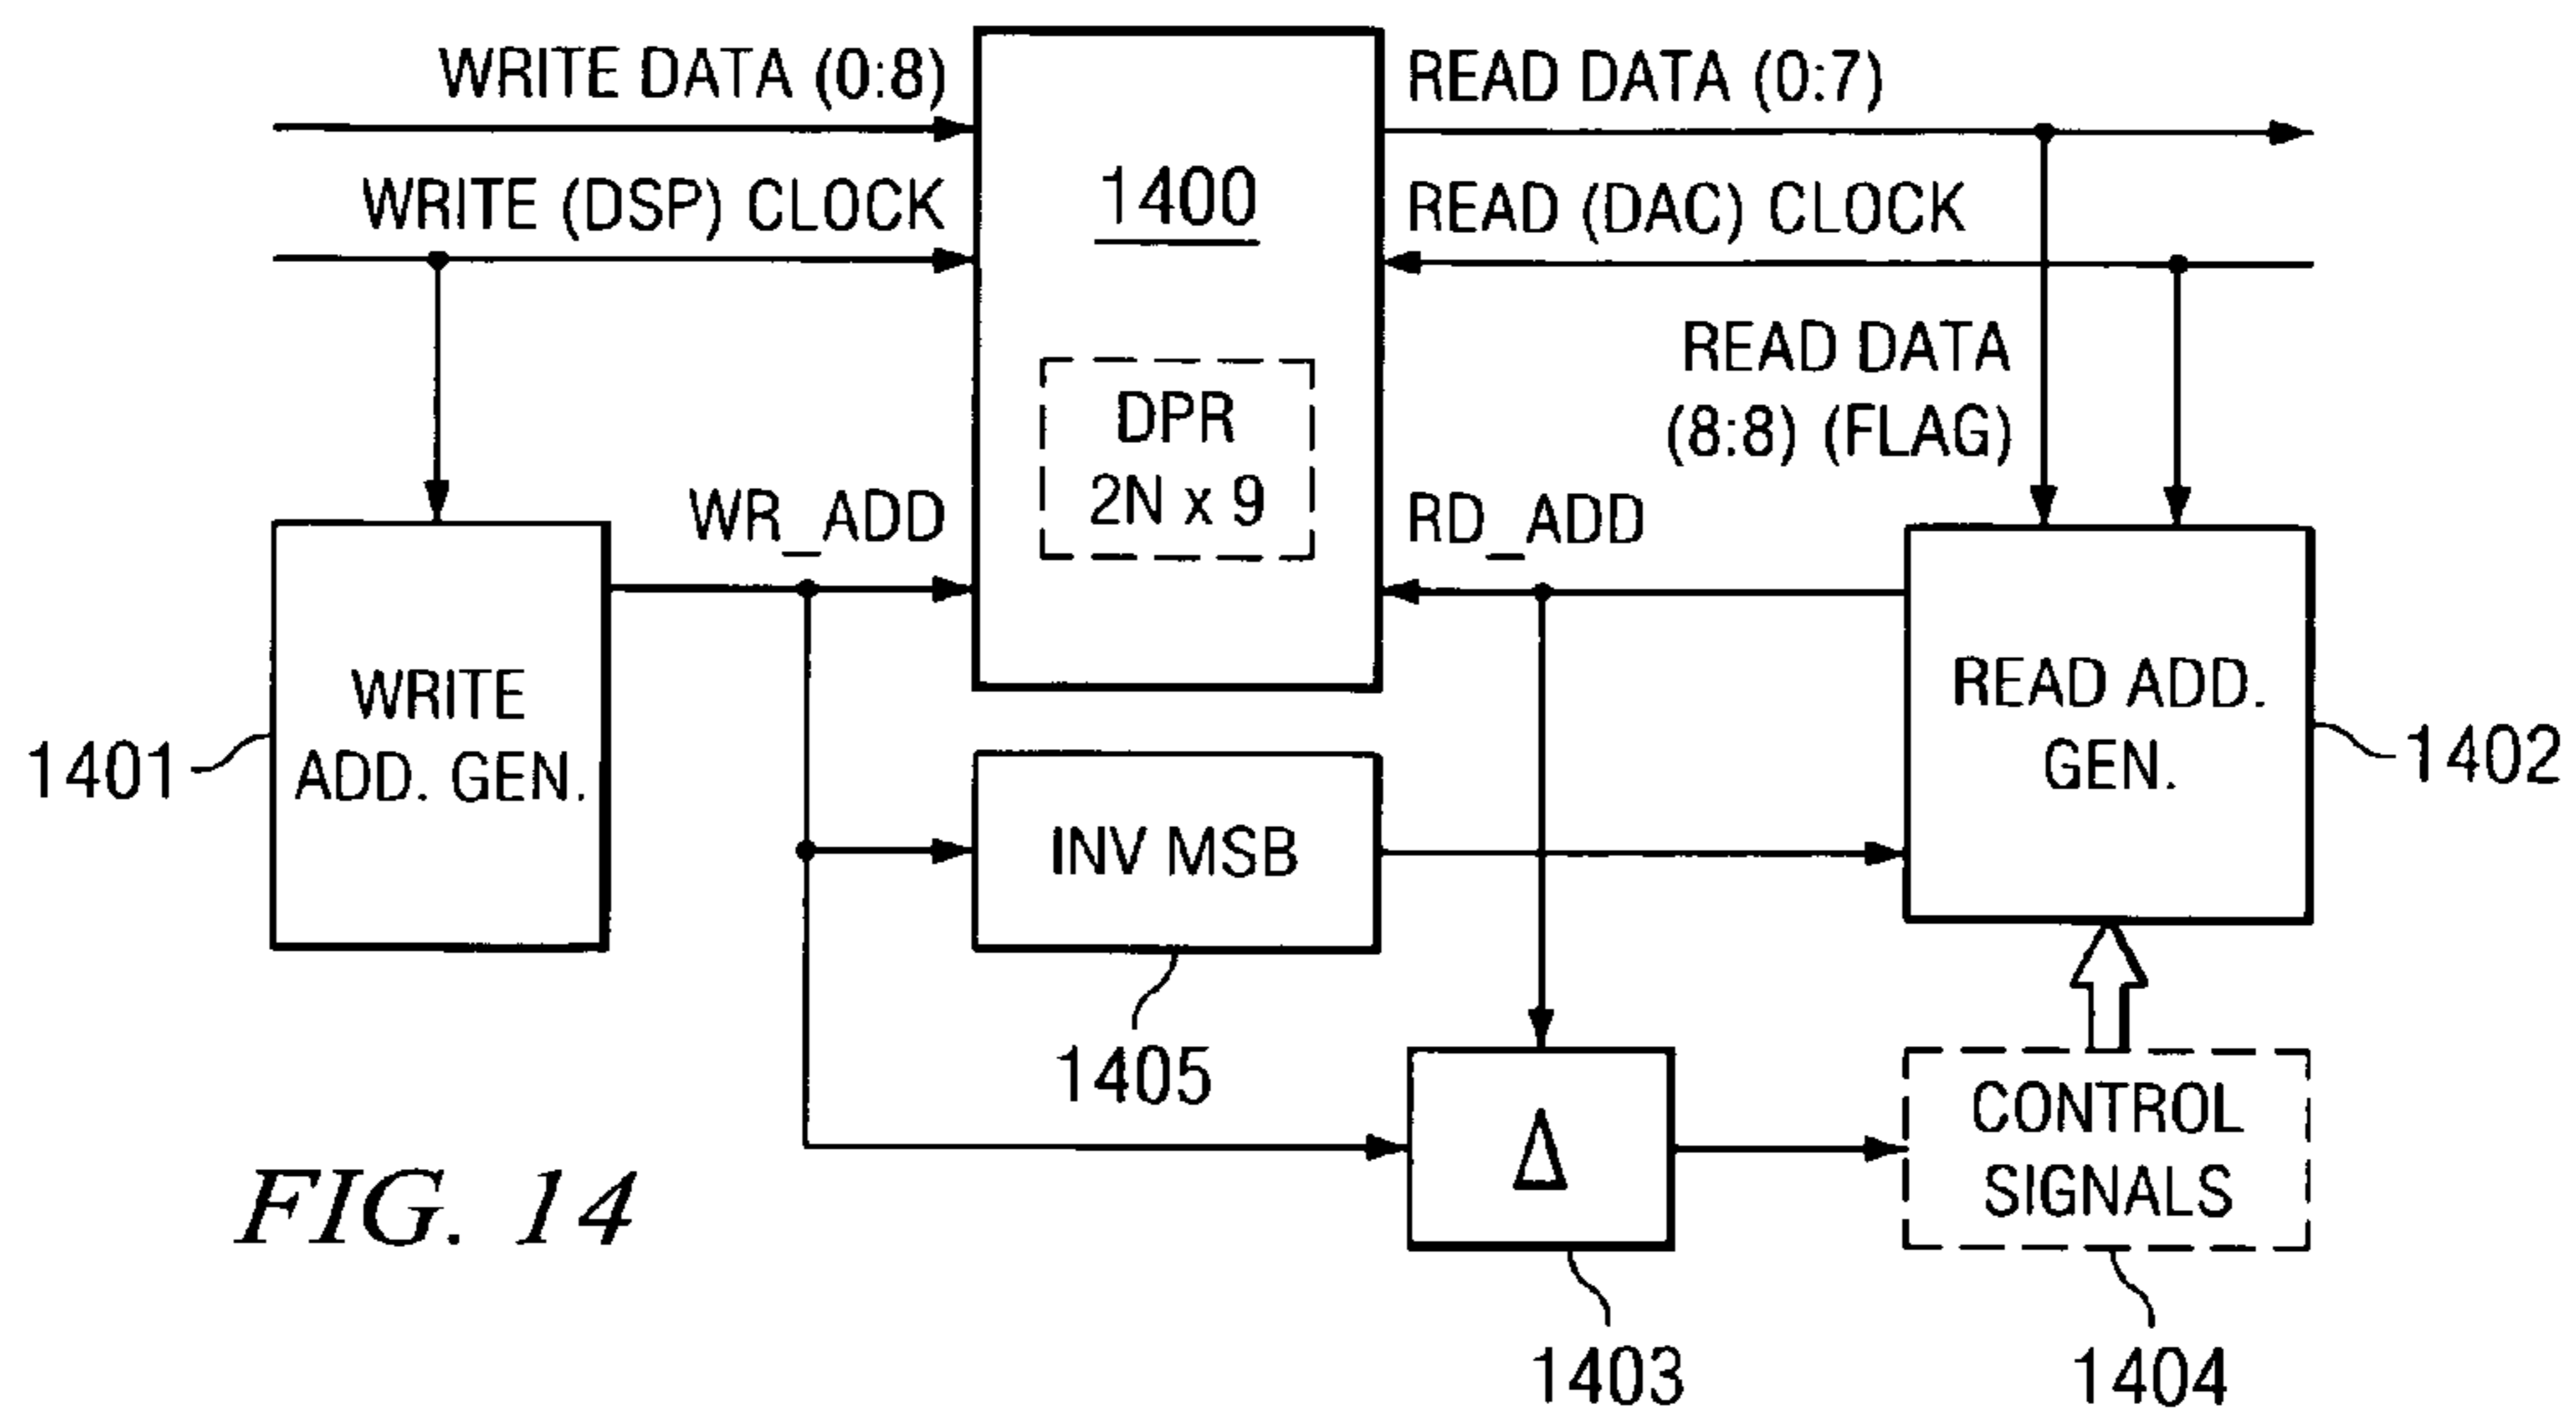 WRITE DATA (0:8)
READ DATA (0:7)
WRITE (DSP) CLOCK
1400
READ (DAC) CLOCK
READ DATA
(8:8) (FLAG)
DPR
2N x 9
WR_ADD
RD_ADD
WRITE
ADD. GEN.
1401
READ ADD.
GEN.
1402
INV MSB
1405
Δ
CONTROL
SIGNALS
FIG. 14
1403
1404